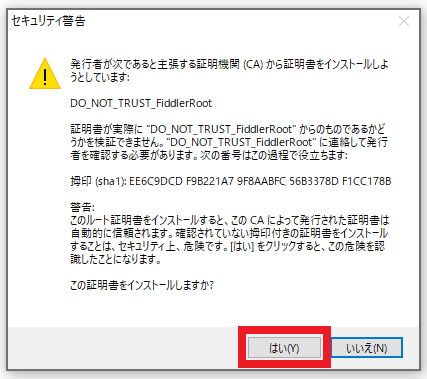 セキュリティ警告
発行者が次であると主張する証明機関 (CA) から証明書をインストールしよ
うとしています:
DO_NOT_TRUST_FiddlerRoot
証明書が実際に "DO_NOT_TRUST_FiddlerRoot" からのものであるかど
うかを検証できません。"DO_NOT_TRUST_FiddlerRoot" に連絡して発行
者を確認する必要があります。次の番号はこの過程で役立ちます:
拇印 (sha1): EE6C9DCD F9B221A7 9F8AABFC 56B3378D F1CC178B
警告:
このルート証明書をインストールすると、この CA によって発行された証明書は
自動的に信頼されます。確認されていない拇印付きの証明書をインストール
することは、セキュリティ上、危険です。[はい] をクリックすると、この危険を認
識したことになります。
この証明書をインストールしますか?
はい(Y)
いいえ(N)